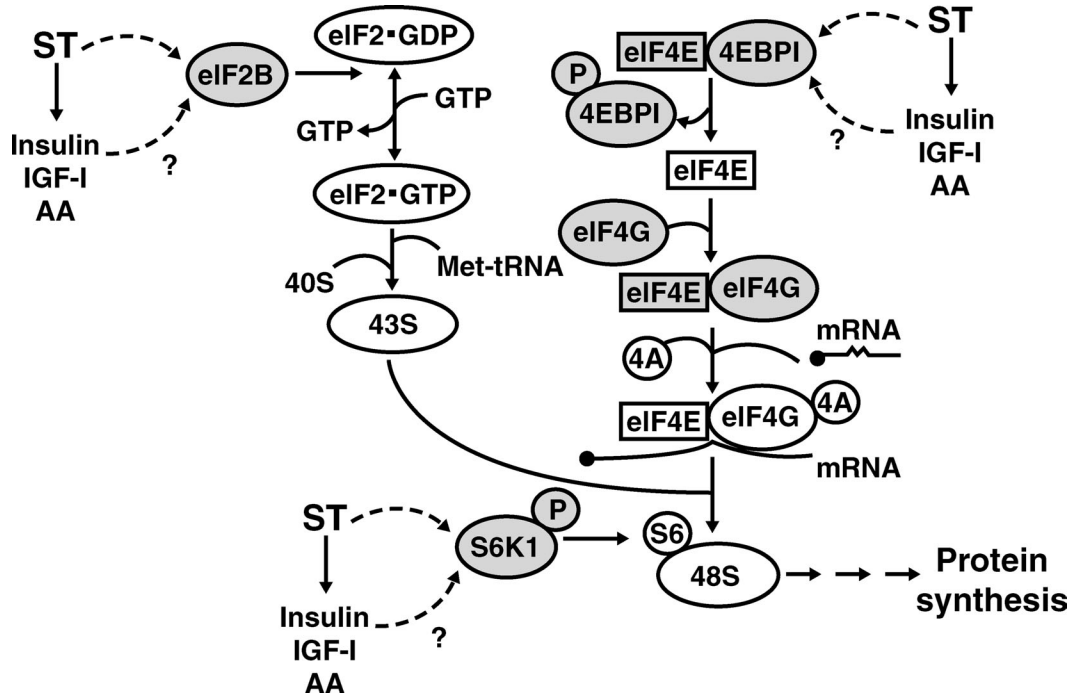 ST
eIF2B
Insulin
IGF-I
AA
?
eIF2▪GDP
GTP
GTP
eIF2▪GTP
40S
Met-tRNA
43S
eIF4E
4EBPI
P
4EBPI
eIF4E
eIF4G
eIF4E
eIF4G
4A
mRNA
eIF4E
eIF4G
4A
mRNA
ST
Insulin
IGF-I
AA
?
ST
Insulin
IGF-I
AA
?
S6K1
P
S6
48S
Protein
synthesis